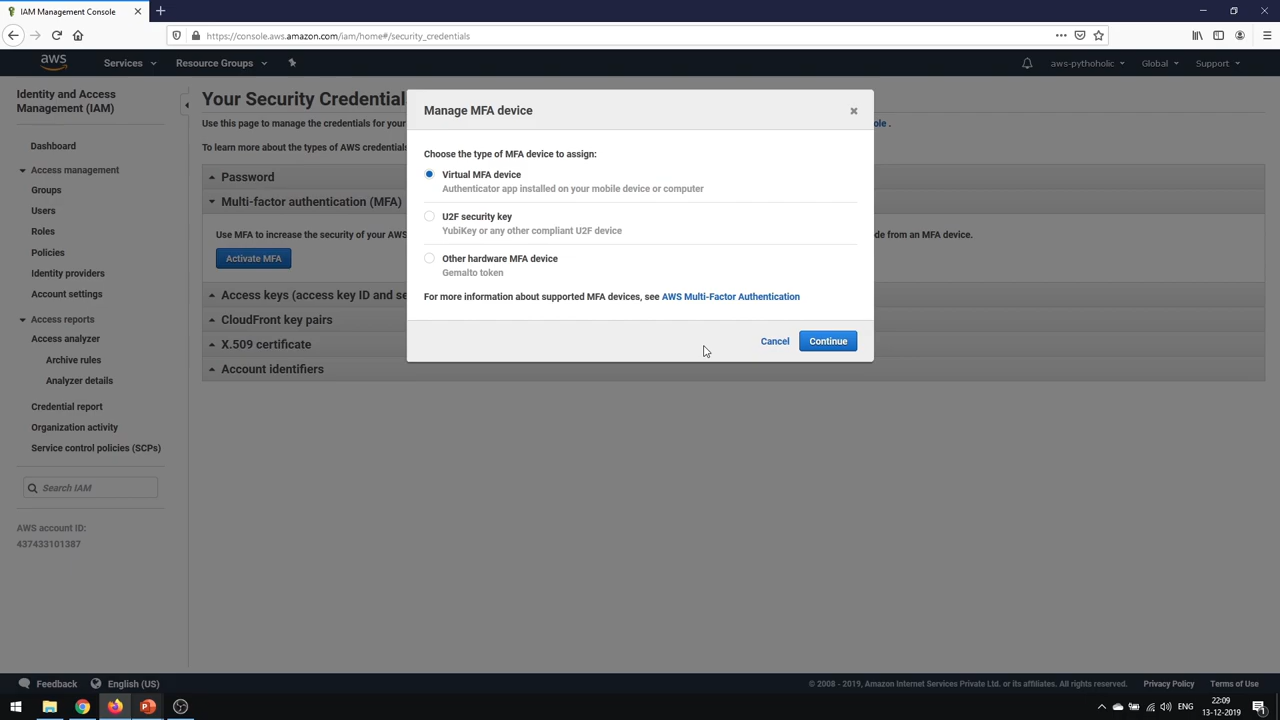 IAM Management Console
https://console.aws.amazon.com/iam/home#/security_credentials
aws
Services
Resource Groups
aws-pythoholic
Global
Support
Identity and Access
Management (IAM)
Dashboard
Access management
Groups
Users
Roles
Policies
Identity providers
Account settings
Access reports
Access analyzer
Archive rules
Analyzer details
Credential report
Organization activity
Service control policies (SCPs)
Search IAM
AWS account ID:
437433101387
Your Security Credential
Use this page to manage the credentials for your
ole .
To learn more about the types of AWS credentials
Password
Multi-factor authentication (MFA)
Use MFA to increase the security of your AWS
de from an MFA device.
Activate MFA
Access keys (access key ID and se
CloudFront key pairs
X.509 certificate
Account identifiers
Manage MFA device
Choose the type of MFA device to assign:
Virtual MFA device
Authenticator app installed on your mobile device or computer
U2F security key
YubiKey or any other compliant U2F device
Other hardware MFA device
Gemalto token
For more information about supported MFA devices, see AWS Multi-Factor Authentication
Cancel
Continue
Feedback
English (US)
© 2008 - 2019, Amazon Internet Services Private Ltd. or its affiliates. All rights reserved.
Privacy Policy
Terms of Use
ENG
22:09
13-12-2019
1